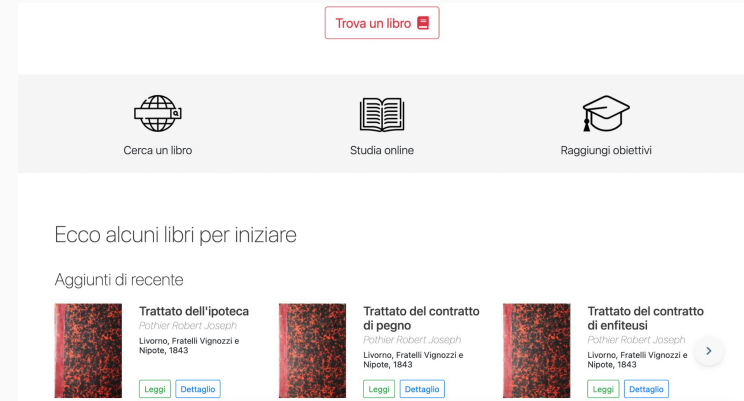 Trova un libro
Cerca un libro
Studia online
Raggiungi obiettivi
Ecco alcuni libri per iniziare
Aggiunti di recente
Trattato dell'ipoteca
Pothier Robert Joseph
Livorno, Fratelli Vignozzi e
Nipote, 1843
Leggi
Dettaglio
Trattato del contratto
di pegno
Pothier Robert Joseph
Livorno, Fratelli Vignozzi e
Nipote, 1843
Leggi
Dettaglio
Trattato del contratto
di enfiteusi
Pothier Robert Joseph
Livorno, Fratelli Vignozzi e
Nipote, 1843
Leggi
Dettaglio